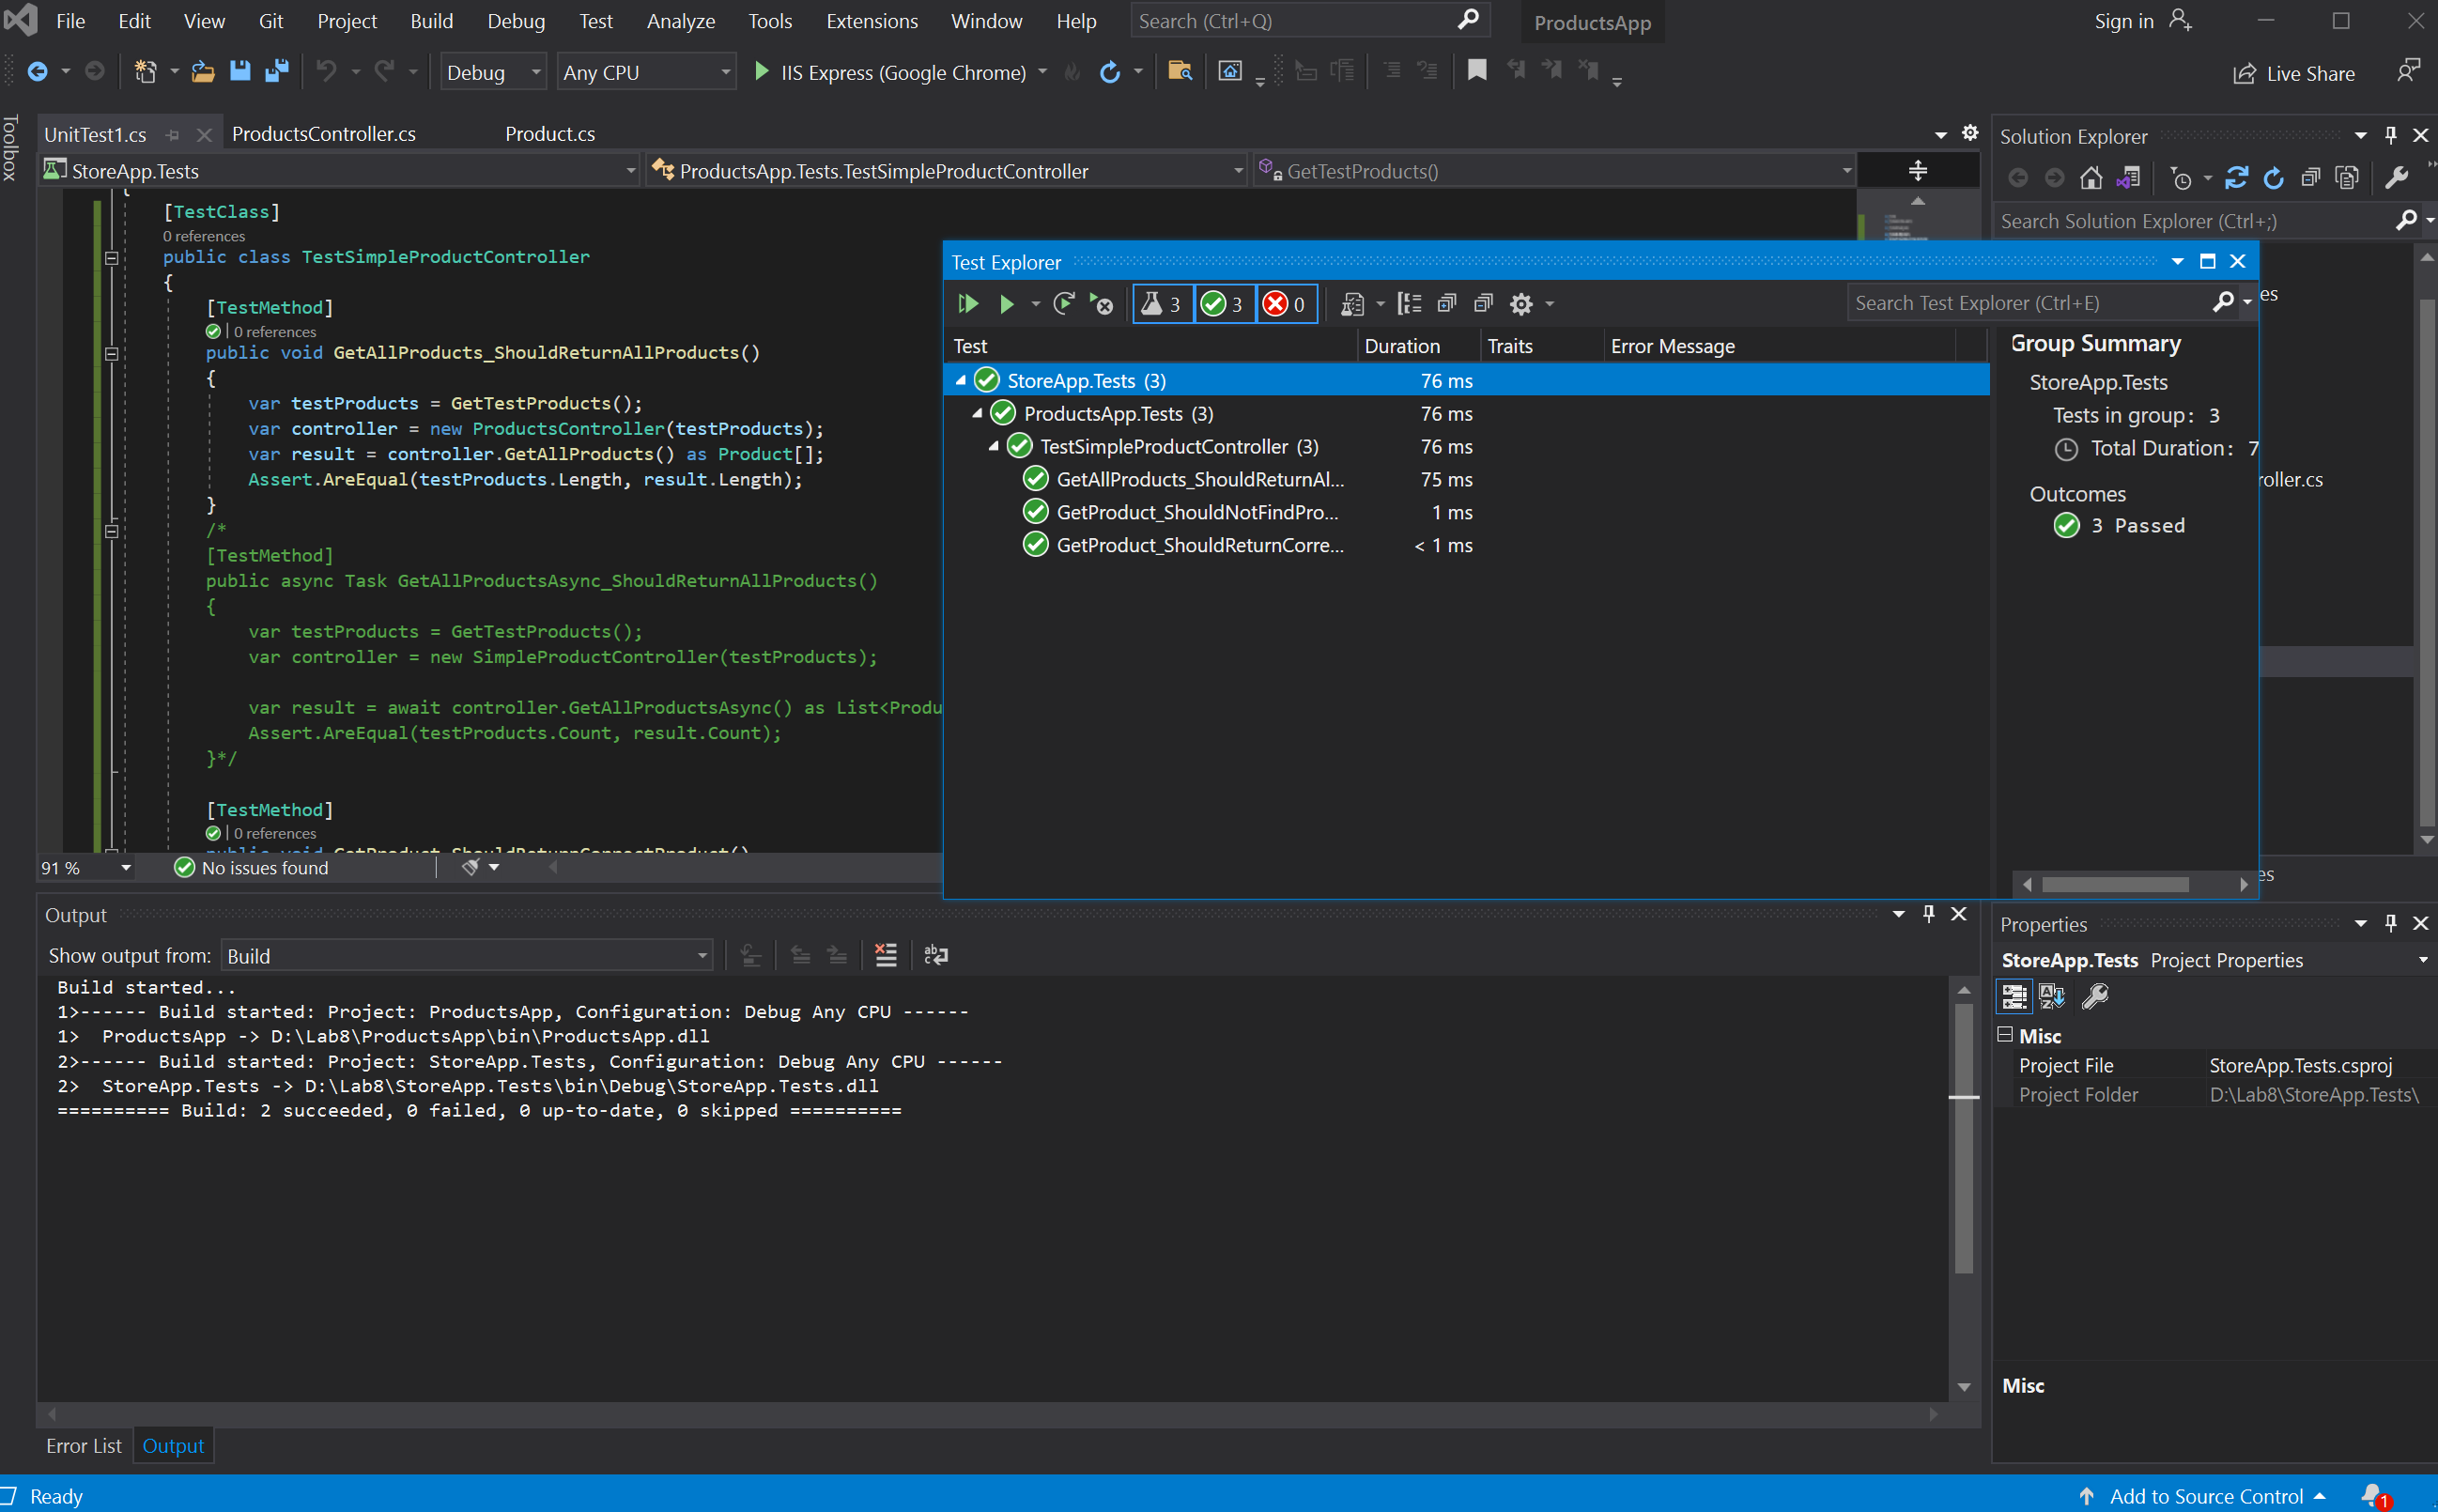 File Edit View Git Project Build Debug Test Analyze Tools Extensions Window Help Search (Ctrl+Q) ProductsApp Sign in
Debug Any CPU IIS Express (Google Chrome) Live Share
Toolbox
UnitTest1.cs ProductsController.cs Product.cs
StoreApp.Tests ProductsApp.Tests.TestSimpleProductController GetTestProducts()
{
[TestClass]
0 references
public class TestSimpleProductController
{
[TestMethod]
0 references
public void GetAllProducts_ShouldReturnAllProducts()
{
var testProducts = GetTestProducts();
var controller = new ProductsController(testProducts);
var result = controller.GetAllProducts() as Product[];
Assert.AreEqual(testProducts.Length, result.Length);
}
/*
[TestMethod]
public async Task GetAllProductsAsync_ShouldReturnAllProducts()
{
var testProducts = GetTestProducts();
var controller = new SimpleProductController(testProducts);
var result = await controller.GetAllProductsAsync() as List<Produ
Assert.AreEqual(testProducts.Count, result.Count);
}*/
[TestMethod]
0 references
public void GetProduct_ShouldReturnCorrectProduct()
91 % No issues found
Test Explorer
3 3 0 Search Test Explorer (Ctrl+E)
Test Duration Traits Error Message
StoreApp.Tests (3) 76 ms
ProductsApp.Tests (3) 76 ms
TestSimpleProductController (3) 76 ms
GetAllProducts_ShouldReturnAl... 75 ms
GetProduct_ShouldNotFindPro... 1 ms
GetProduct_ShouldReturnCorre... < 1 ms
Group Summary
StoreApp.Tests
Tests in group: 3
Total Duration: 7
Outcomes
3 Passed
Solution Explorer
Search Solution Explorer (Ctrl+;)
es
roller.cs
es
Output
Show output from: Build
Build started...
1>------ Build started: Project: ProductsApp, Configuration: Debug Any CPU ------
1> ProductsApp -> D:\Lab8\ProductsApp\bin\ProductsApp.dll
2>------ Build started: Project: StoreApp.Tests, Configuration: Debug Any CPU ------
2> StoreApp.Tests -> D:\Lab8\StoreApp.Tests\bin\Debug\StoreApp.Tests.dll
========== Build: 2 succeeded, 0 failed, 0 up-to-date, 0 skipped ==========
Error List Output
Properties
StoreApp.Tests Project Properties
Misc
Project File StoreApp.Tests.csproj
Project Folder D:\Lab8\StoreApp.Tests\
Misc
Ready Add to Source Control 1